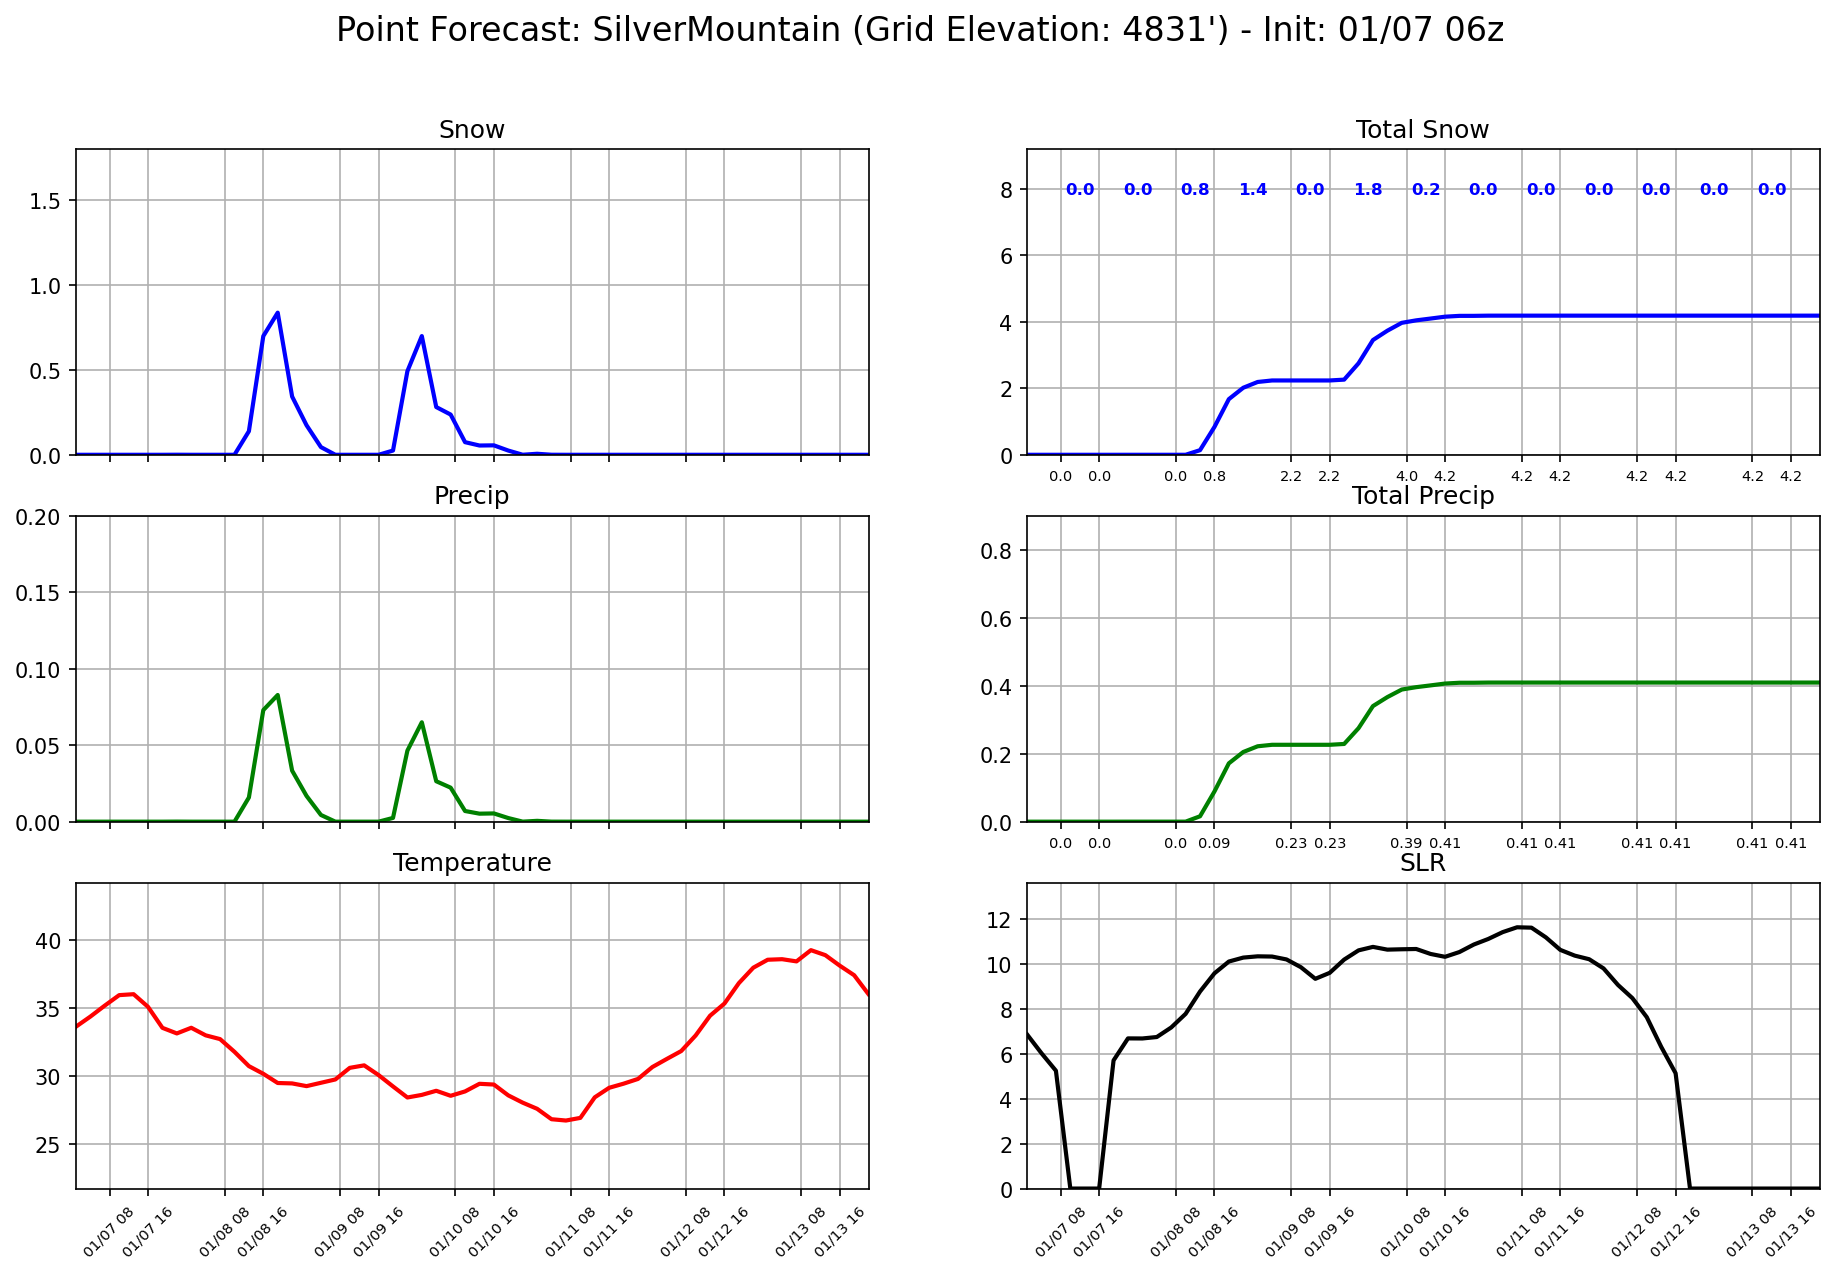 Point Forecast: SilverMountain (Grid Elevation: 4831') - Init: 01/07 06z
Snow
1.5
1.0
0.5
0.0
Total Snow
8
6
4
2
0
0.0 0.0 0.8 1.4 0.0 1.8 0.2 0.0 0.0 0.0 0.0 0.0 0.0
0.0 0.0 0.0 0.8 2.2 2.2 4.0 4.2 4.2 4.2 4.2 4.2 4.2 4.2
Precip
0.20
0.15
0.10
0.05
0.00
Total Precip
0.8
0.6
0.4
0.2
0.0
0.0 0.0 0.0 0.09 0.23 0.23 0.39 0.41 0.41 0.41 0.41 0.41 0.41 0.41
Temperature
40
35
30
25
01/07 08 01/07 16 01/08 08 01/08 16 01/09 08 01/09 16 01/10 08 01/10 16 01/11 08 01/11 16 01/12 08 01/12 16 01/13 08 01/13 16
SLR
12
10
8
6
4
2
0
01/07 08 01/07 16 01/08 08 01/08 16 01/09 08 01/09 16 01/10 08 01/10 16 01/11 08 01/11 16 01/12 08 01/12 16 01/13 08 01/13 16